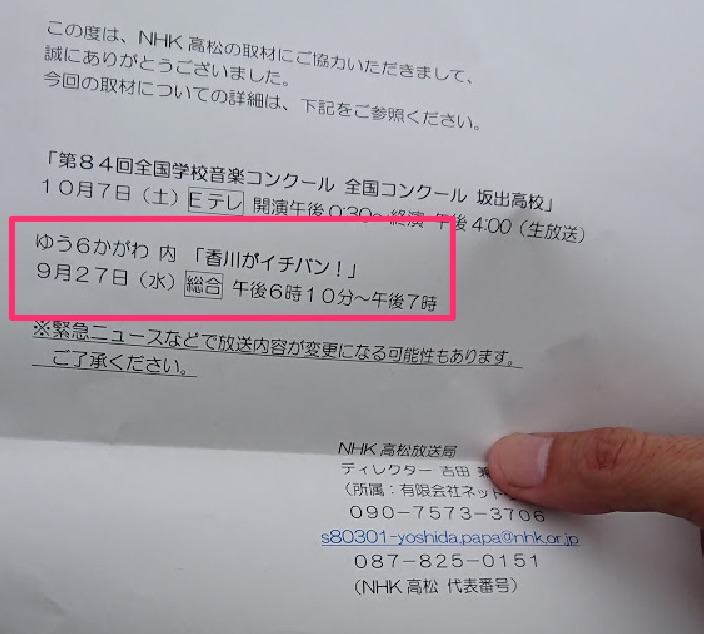 この度は、NHK高松の取材にご協力いただきまして、
誠にありがとうございました。
今回の取材についての詳細は、下記をご参照ください。
「第84回全国学校音楽コンクール 全国コンクール 坂出高校」
10月7日（土）Eテレ 開演午後0:30～終演 午後4:00（生放送）
ゆう6かがわ 内 「香川がイチバン！」
9月27日（水）総合 午後6時10分～午後7時
※緊急ニュースなどで放送内容が変更になる可能性もあります。
ご了承ください。
NHK高松放送局
ディレクター 吉田
（所属：有限会社ネット
090-7573-3706
s80301-yoshida.papa@nhk.or.jp
087-825-0151
（NHK高松 代表番号）